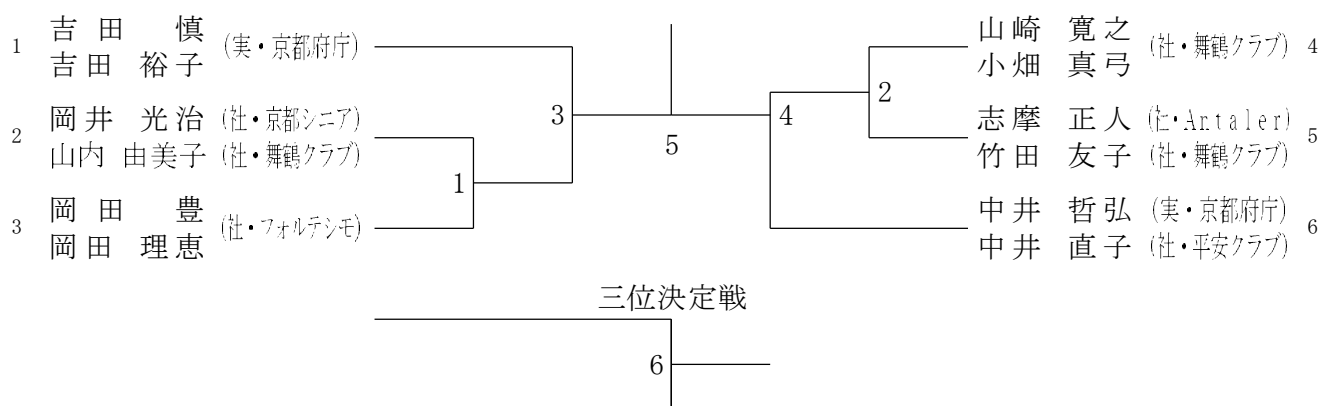 1 吉田 慎 (実・京都府庁)
吉田 裕子
2 岡井 光治 (社・京都シニア)
山内 由美子 (社・舞鶴クラブ)
3 岡田 豊 (社・フォルテシモ)
岡田 理恵
3
1
5
4
2
山崎 寛之 (社・舞鶴クラブ) 4
小畑 真弓
志摩 正人 (社・Antaler) 5
竹田 友子 (社・舞鶴クラブ)
中井 哲弘 (実・京都府庁) 6
中井 直子 (社・平安クラブ)
三位決定戦
6